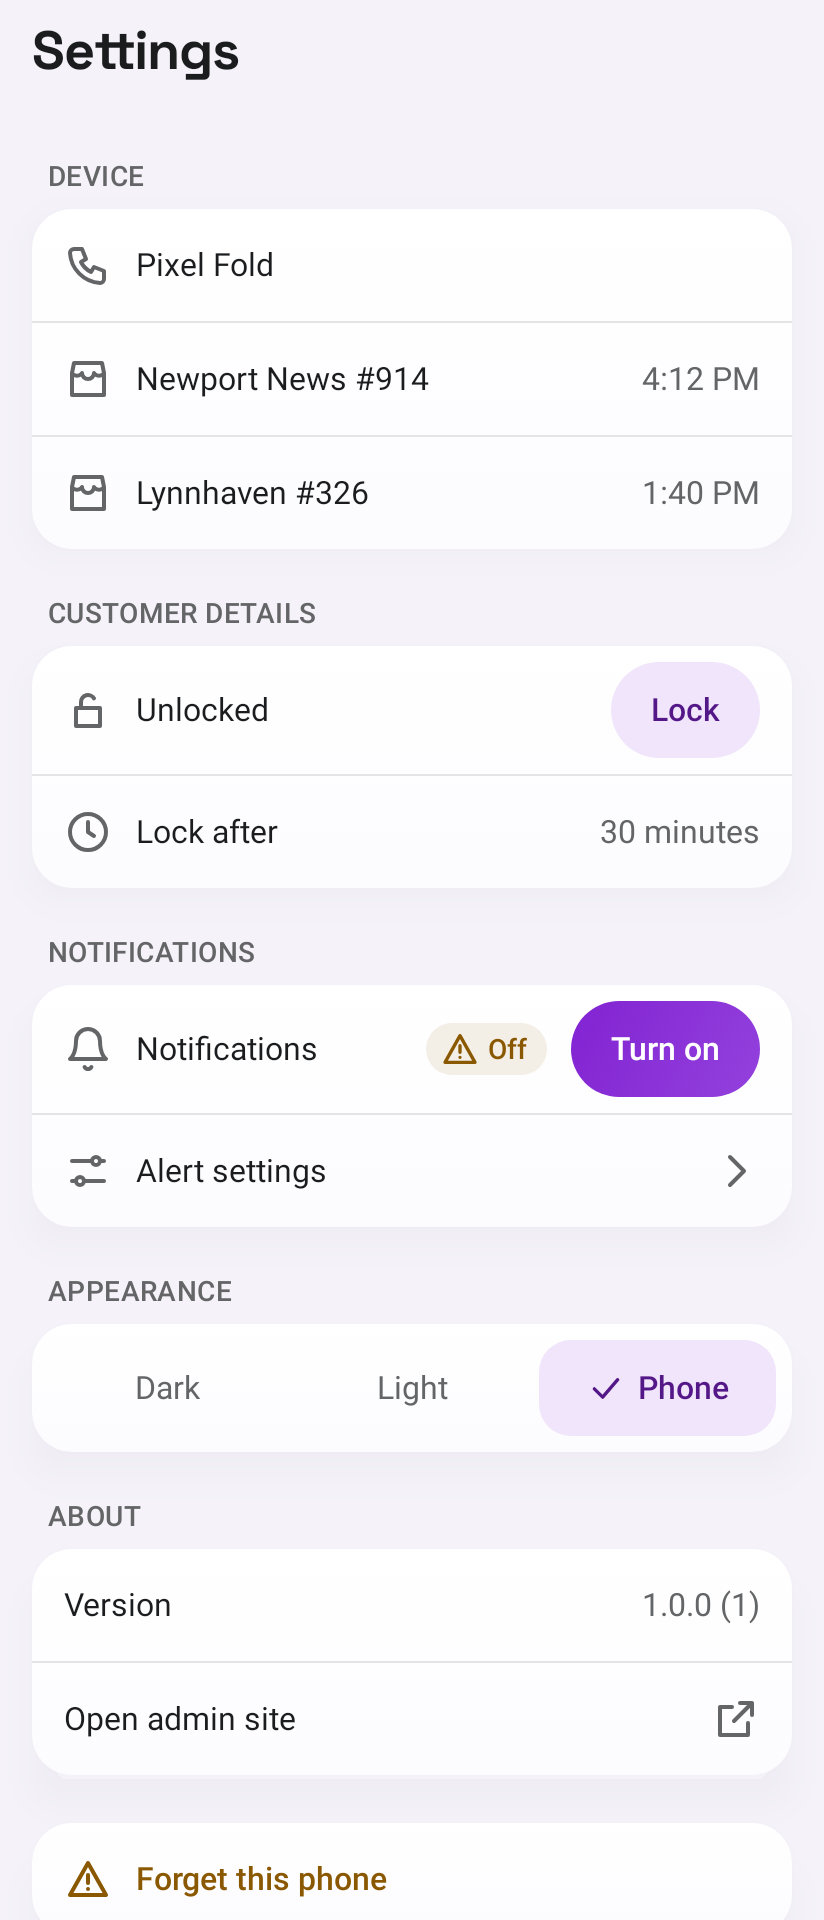 Settings
DEVICE
Pixel Fold
Newport News #914 4:12 PM
Lynnhaven #326 1:40 PM
CUSTOMER DETAILS
Unlocked Lock
Lock after 30 minutes
NOTIFICATIONS
Notifications Off Turn on
Alert settings
APPEARANCE
Dark Light Phone
ABOUT
Version 1.0.0 (1)
Open admin site
Forget this phone